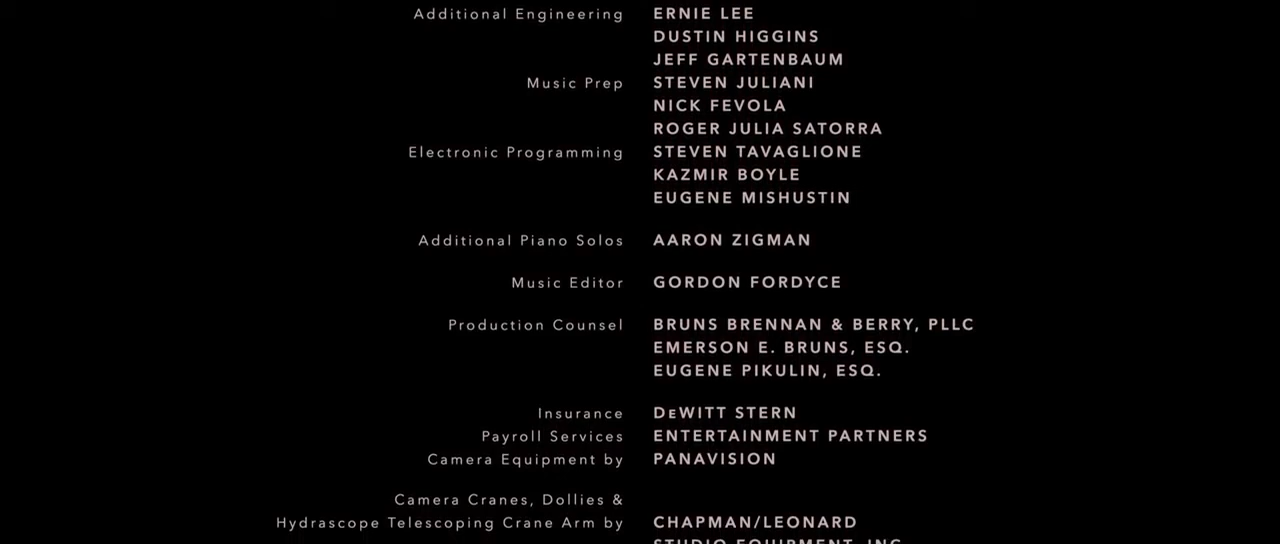 Additional Engineering ERNIE LEE
DUSTIN HIGGINS
JEFF GARTENBAUM
Music Prep STEVEN JULIANI
NICK FEVOLA
ROGER JULIA SATORRA
Electronic Programming STEVEN TAVAGLIONE
KAZMIR BOYLE
EUGENE MISHUSTIN
Additional Piano Solos AARON ZIGMAN
Music Editor GORDON FORDYCE
Production Counsel BRUNS BRENNAN & BERRY, PLLC
EMERSON E. BRUNS, ESQ.
EUGENE PIKULIN, ESQ.
Insurance DEWITT STERN
Payroll Services ENTERTAINMENT PARTNERS
Camera Equipment by PANAVISION
Camera Cranes, Dollies &
Hydrascope Telescoping Crane Arm by CHAPMAN/LEONARD
STUDIO EQUIPMENT, INC.